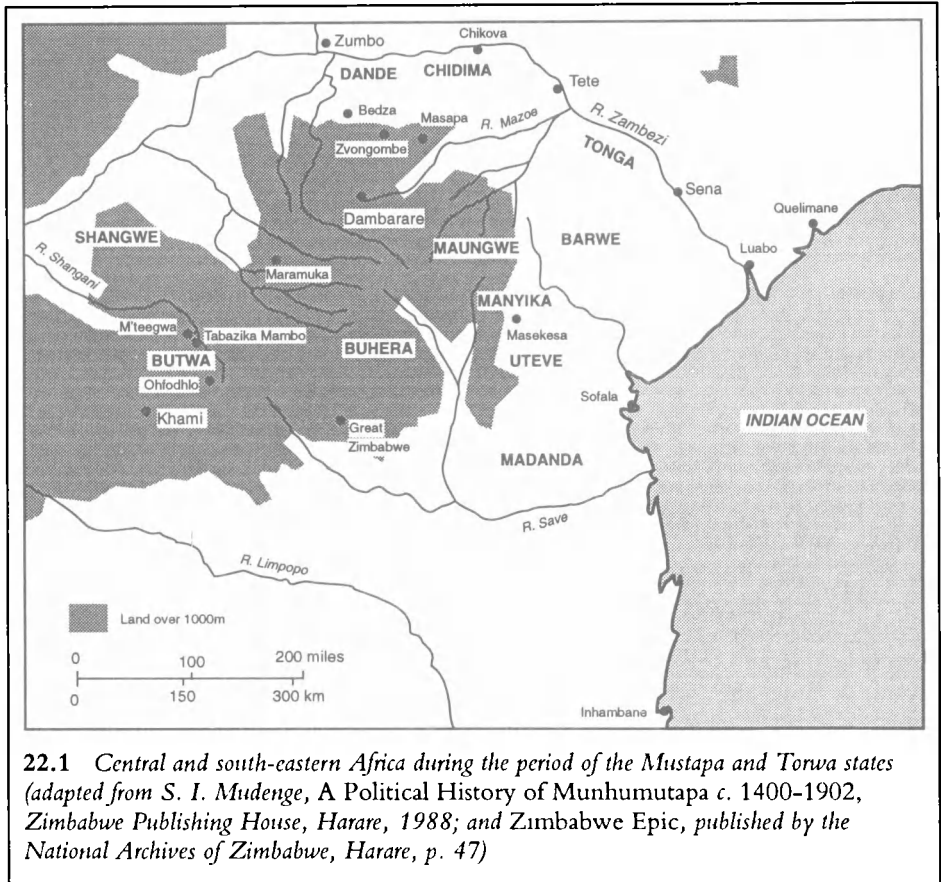 Zumbo
Chikova
DANDE CHIDIMA
Tete
Bedza
Masapa
R. Mazoe
R. Zambezi
Zvongombe
TONGA
Sena
Dambarare
Quelimane
SHANGWE
MAUNGWE
BARWE
Luabo
R. Shangani
Maramuka
MANYIKA
M'teegwa
Tabazika Mambo
Masekesa
BUTWA
BUHERA
UTEVE
Ohfodhlo
Sofala
Khami
Great
Zimbabwe
INDIAN OCEAN
MADANDA
R. Save
R. Limpopo
Land over 1000m
0 100 200 miles
0 150 300 km
Inhambane
22.1 Central and south-eastern Africa during the period of the Mustapa and Torwa states
(adapted from S. I. Mudenge, A Political History of Munhumutapa c. 1400-1902,
Zimbabwe Publishing House, Harare, 1988; and Zimbabwe Epic, published by the
National Archives of Zimbabwe, Harare, p. 47)